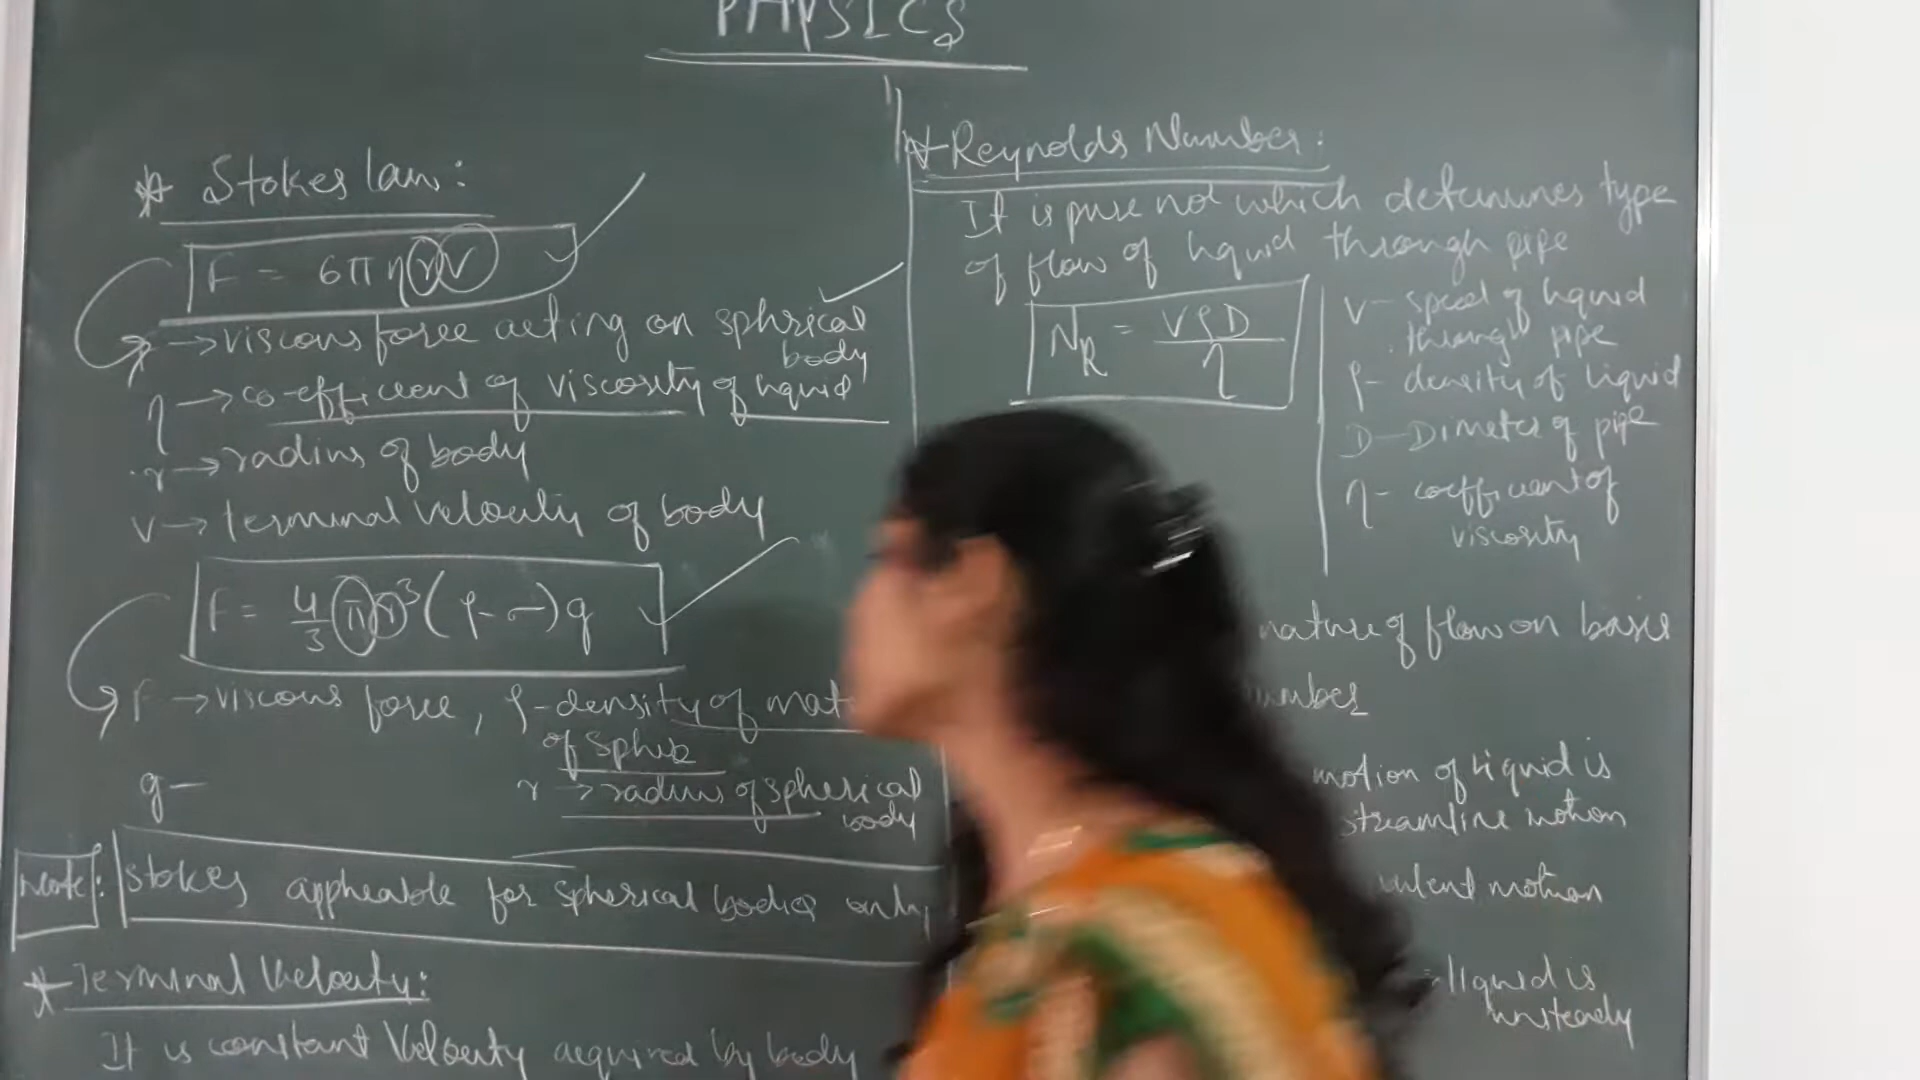 PHYSICS
* Stokes law:
F = 6πηrv
F → viscous force acting on spherical
body
η → co-efficient of viscosity of liquid
r → radius of body
v → terminal velocity of body
F = 4/3 πr³(ρ-σ)g
F → viscous force, ρ-density of
of sphere
g -
r → radius of spherical
body
Note: Stokes applicable for spherical bodies only
* Terminal Velocity:
It is constant Velocity acquired by body
* Reynolds Number:
It is pure no which determines type
of flow of liquid through pipe
N_R = VρD/η
V - speed of liquid
through pipe
ρ - density of liquid
D - Dimeter of pipe
η - coefficient of
viscosity
nature of flow on basis
motion of liquid is
streamline motion
motion
liquid is
unsteady